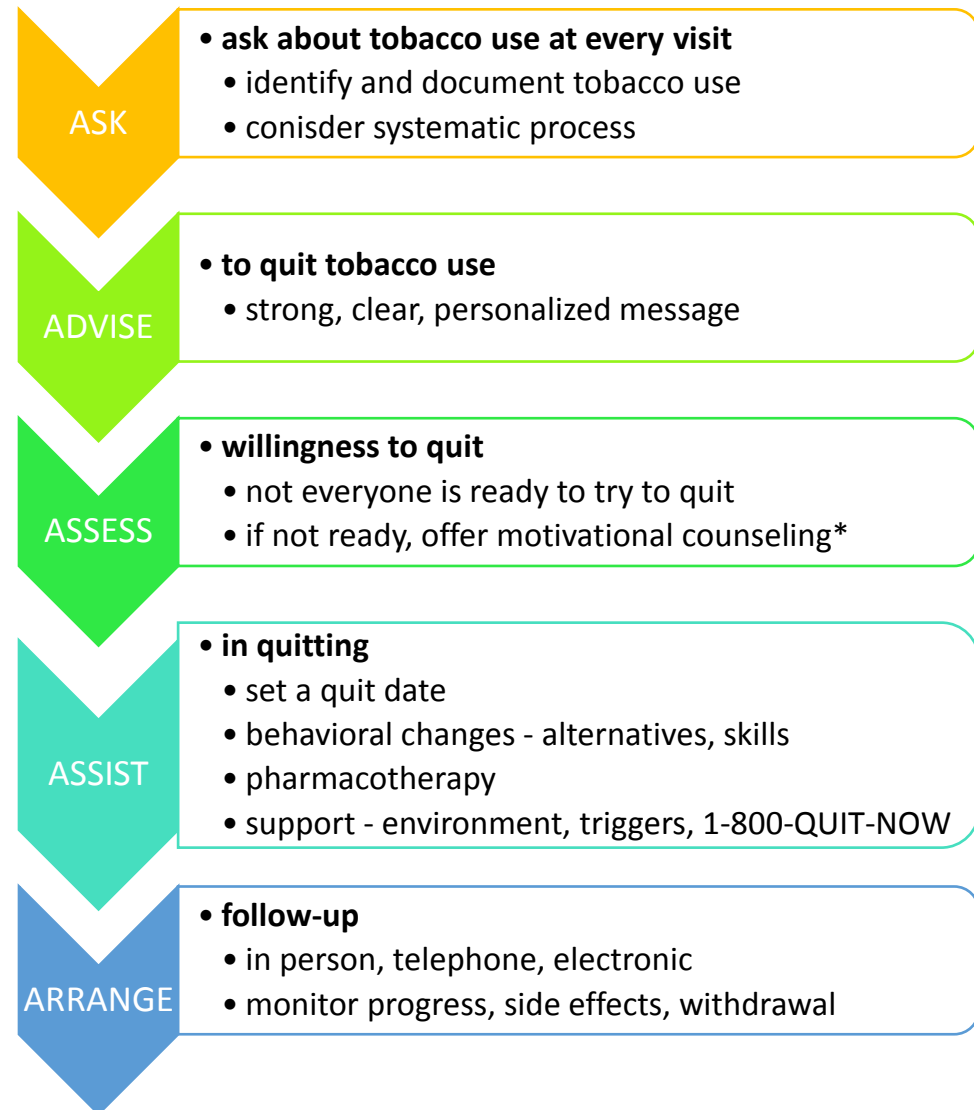 ASK
• ask about tobacco use at every visit
• identify and document tobacco use
• conisder systematic process
ADVISE
• to quit tobacco use
• strong, clear, personalized message
ASSESS
• willingness to quit
• not everyone is ready to try to quit
• if not ready, offer motivational counseling*
ASSIST
• in quitting
• set a quit date
• behavioral changes - alternatives, skills
• pharmacotherapy
• support - environment, triggers, 1-800-QUIT-NOW
ARRANGE
• follow-up
• in person, telephone, electronic
• monitor progress, side effects, withdrawal